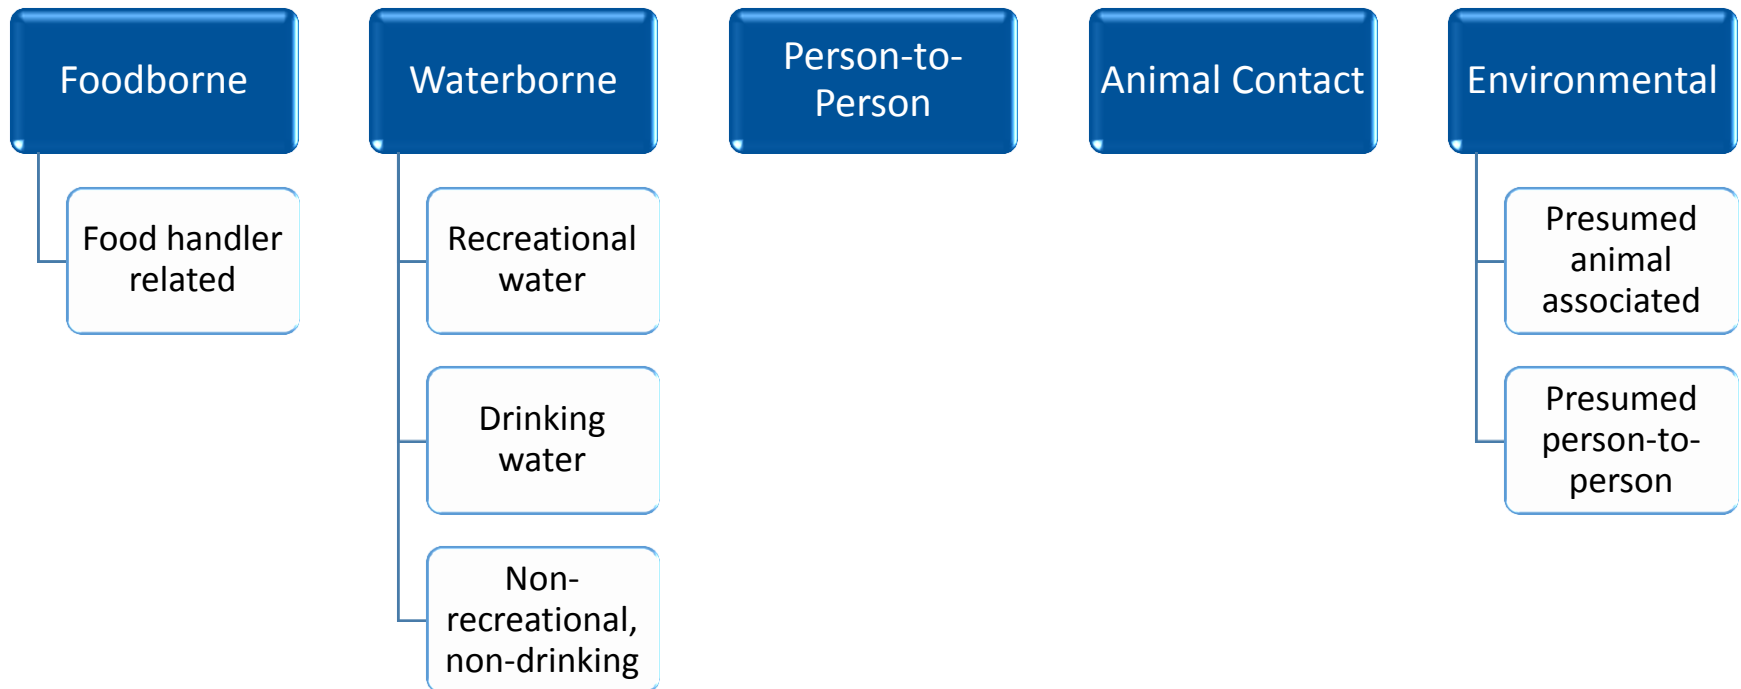 Foodborne
Waterborne
Person-to-
Person
Animal Contact
Environmental
Food handler
related
Recreational
water
Drinking
water
Non-
recreational,
non-drinking
Presumed
animal
associated
Presumed
person-to-
person